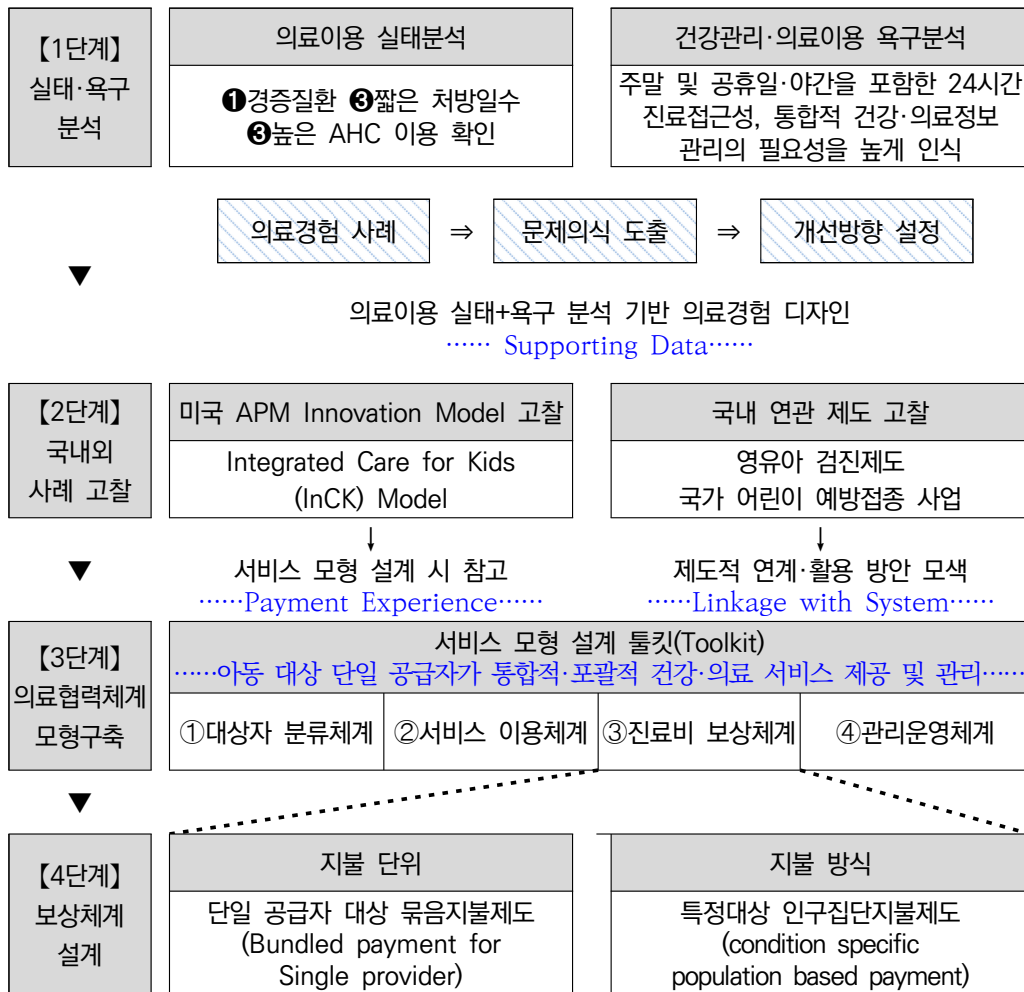 【1단계】
실태·욕구
분석
의료이용 실태분석
❶경증질환 ❸짧은 처방일수
❸높은 AHC 이용 확인
건강관리·의료이용 욕구분석
주말 및 공휴일·야간을 포함한 24시간
진료접근성, 통합적 건강·의료정보
관리의 필요성을 높게 인식
의료경험 사례 ⇒ 문제의식 도출 ⇒ 개선방향 설정
▼
의료이용 실태+욕구 분석 기반 의료경험 디자인
…… Supporting Data……
【2단계】
국내외
사례 고찰
미국 APM Innovation Model 고찰
Integrated Care for Kids
(InCK) Model
국내 연관 제도 고찰
영유아 검진제도
국가 어린이 예방접종 사업
▼
↓
서비스 모형 설계 시 참고
……Payment Experience……
↓
제도적 연계·활용 방안 모색
……Linkage with System……
【3단계】
의료협력체계
모형구축
서비스 모형 설계 툴킷(Toolkit)
……아동 대상 단일 공급자가 통합적·포괄적 건강·의료 서비스 제공 및 관리……
①대상자 분류체계 ②서비스 이용체계 ③진료비 보상체계 ④관리운영체계
▼
【4단계】
보상체계
설계
지불 단위
단일 공급자 대상 묶음지불제도
(Bundled payment for
Single provider)
지불 방식
특정대상 인구집단지불제도
(condition specific
population based payment)